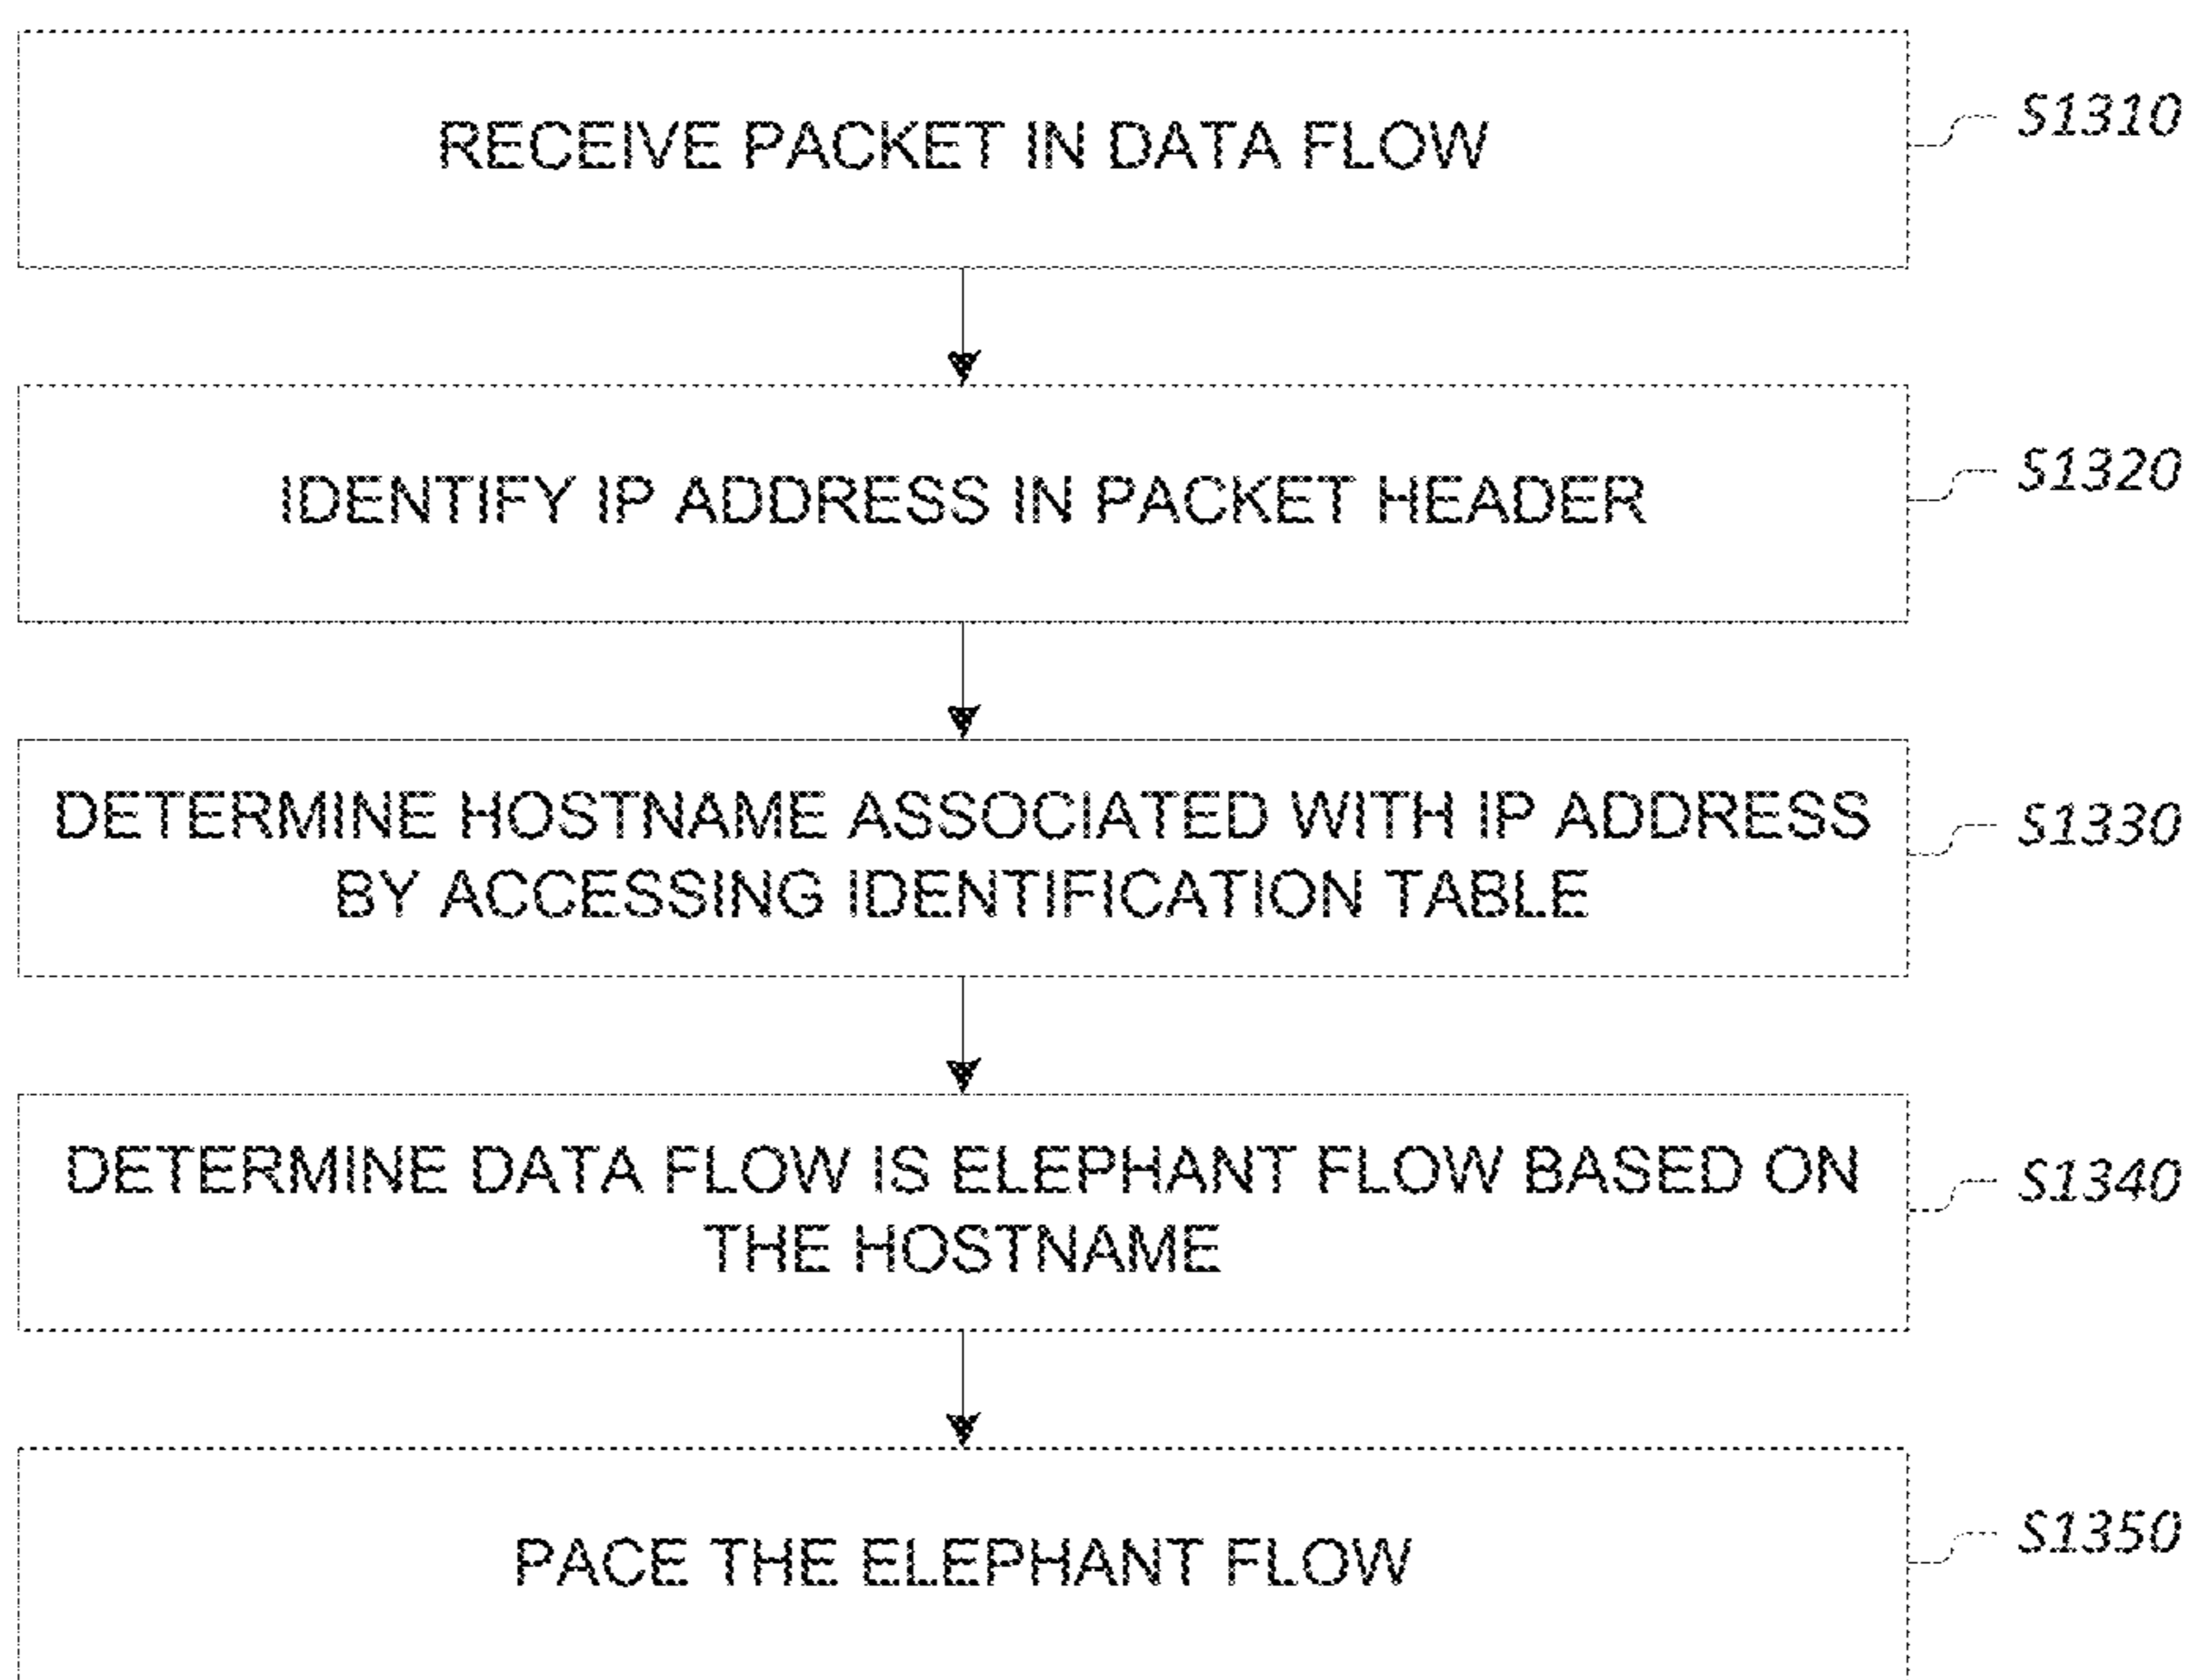 RECEIVE PACKET IN DATA FLOW
S1310
IDENTIFY IP ADDRESS IN PACKET HEADER
S1320
DETERMINE HOSTNAME ASSOCIATED WITH IP ADDRESS
BY ACCESSING IDENTIFICATION TABLE
S1330
DETERMINE DATA FLOW IS ELEPHANT FLOW BASED ON
THE HOSTNAME
S1340
PACE THE ELEPHANT FLOW
S1350